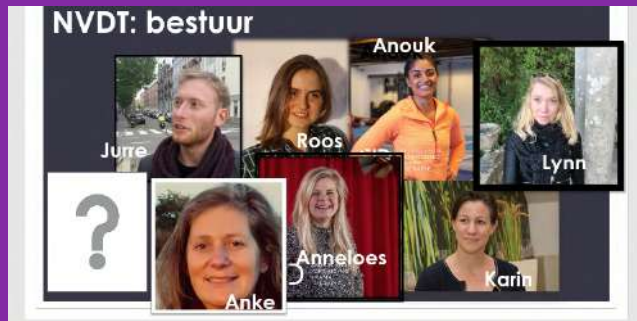 NVDT: bestuur
Anouk
Jurre
Roos
Lynn
?
Anke
Anneloes
Karin